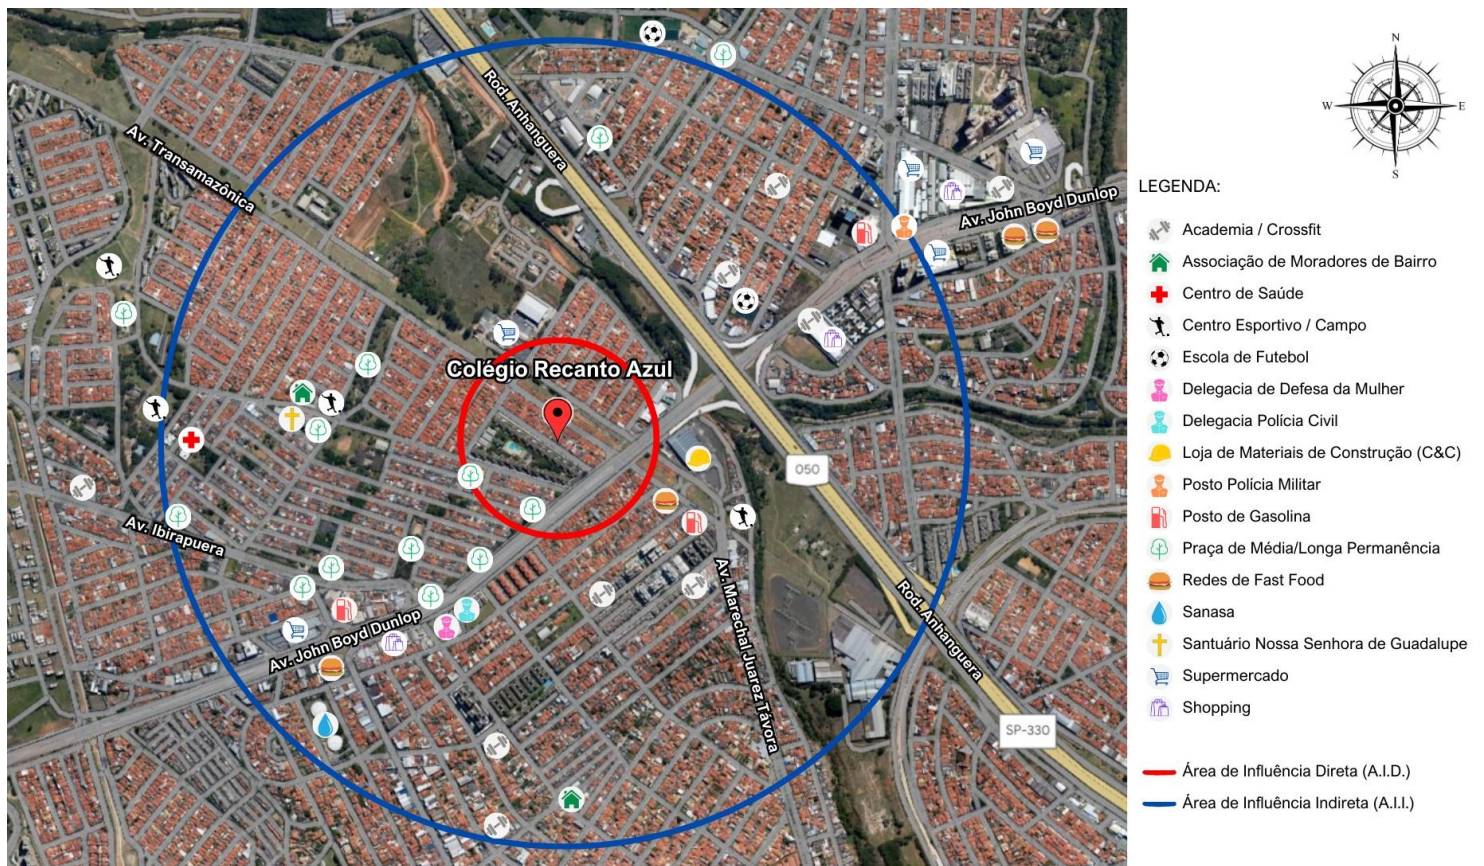 Rod. Anhanguera
Av. Transamazônica
Av. John Boyd Dunlop
Colégio Recanto Azul
050
Av. Ibirapuera
Av. John Boyd Dunlop
Av. Marechal Juarez Távora
Rod. Anhanguera
SP-330
N
W
E
S
LEGENDA:
Academia / Crossfit
Associação de Moradores de Bairro
Centro de Saúde
Centro Esportivo / Campo
Escola de Futebol
Delegacia de Defesa da Mulher
Delegacia Polícia Civil
Loja de Materiais de Construção (C&C)
Posto Polícia Militar
Posto de Gasolina
Praça de Média/Longa Permanência
Redes de Fast Food
Sanasa
Santuário Nossa Senhora de Guadalupe
Supermercado
Shopping
Área de Influência Direta (A.I.D.)
Área de Influência Indireta (A.I.I.)